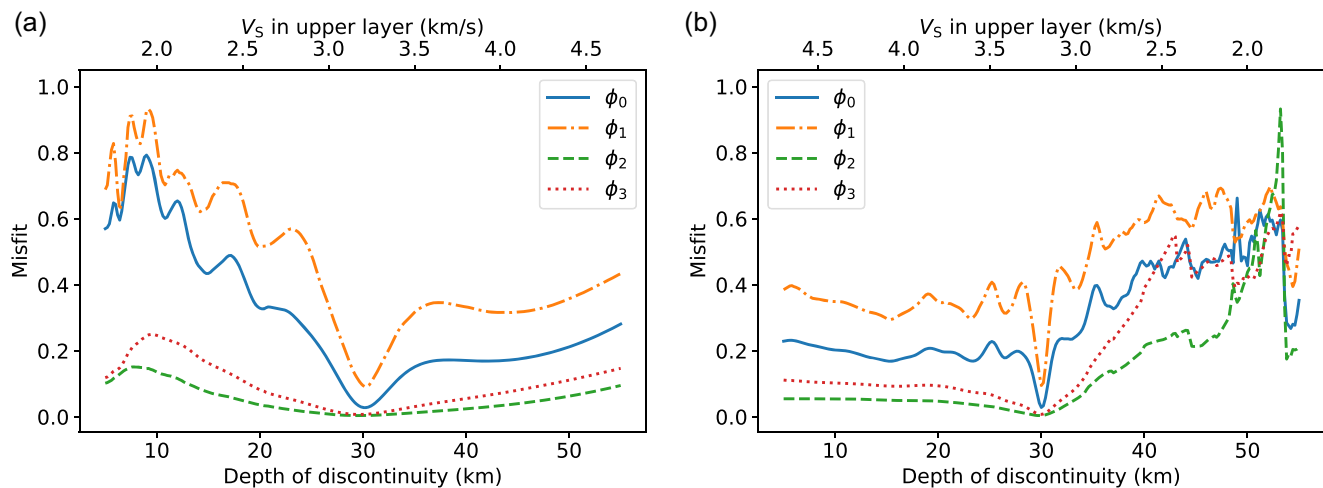 (a)
V_S in upper layer (km/s)
2.0 2.5 3.0 3.5 4.0 4.5
1.0
0.8
0.6
0.4
0.2
0.0
Misfit
ϕ₀
ϕ₁
ϕ₂
ϕ₃
10 20 30 40 50
Depth of discontinuity (km)
(b)
V_S in upper layer (km/s)
4.5 4.0 3.5 3.0 2.5 2.0
1.0
0.8
0.6
0.4
0.2
0.0
Misfit
ϕ₀
ϕ₁
ϕ₂
ϕ₃
10 20 30 40 50
Depth of discontinuity (km)